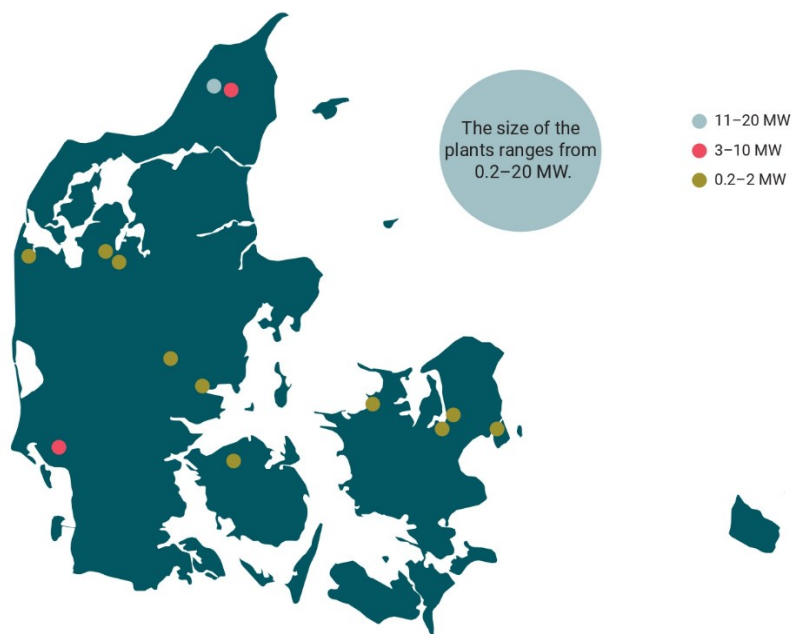 The size of the
plants ranges from
0.2–20 MW.
11–20 MW
3–10 MW
0.2–2 MW